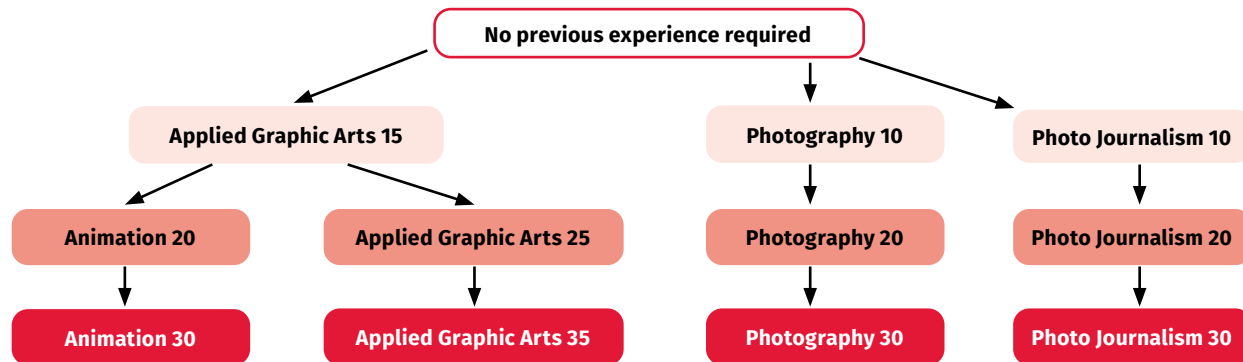 No previous experience required
Applied Graphic Arts 15
Photography 10
Photo Journalism 10
Animation 20
Applied Graphic Arts 25
Photography 20
Photo Journalism 20
Animation 30
Applied Graphic Arts 35
Photography 30
Photo Journalism 30